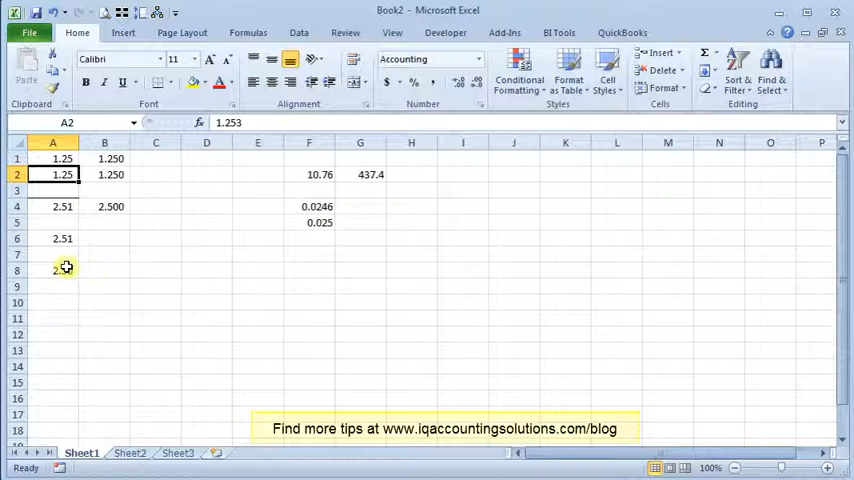 Book2 - Microsoft Excel
File Home Insert Page Layout Formulas Data Review View Developer Add-Ins BI Tools QuickBooks
Paste
Clipboard
Calibri 11
B I U
Font
Alignment
Accounting
$ % ,
Number
Conditional Formatting
Format as Table
Cell Styles
Styles
Insert
Delete
Format
Cells
Sort & Filter
Find & Select
Editing
A2 fx 1.253
A B C D E F G H I J K L M N O P
1 1.25 1.250
2 1.25 1.250 10.76 437.4
3
4 2.51 2.500 0.0246
5 0.025
6 2.51
7
8
9
10
11
12
13
14
15
16
17
18
Find more tips at www.iqaccountingsolutions.com/blog
Sheet1 Sheet2 Sheet3
Ready 100%